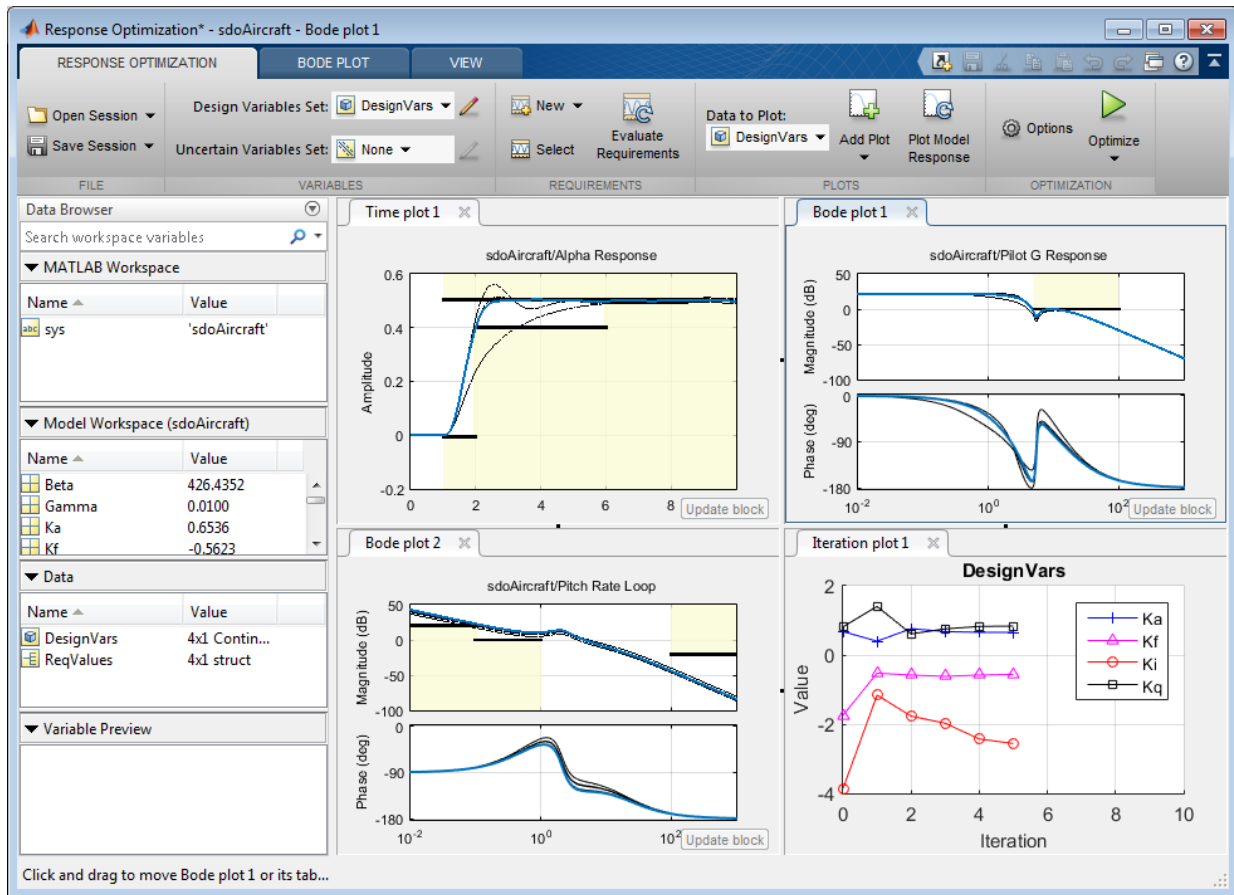 Response Optimization* - sdoAircraft - Bode plot 1
RESPONSE OPTIMIZATION BODE PLOT VIEW
Open Session
Save Session
FILE
Design Variables Set: DesignVars
Uncertain Variables Set: None
VARIABLES
New
Select
Evaluate
Requirements
REQUIREMENTS
Data to Plot:
DesignVars
Add Plot
Plot Model
Response
PLOTS
Options
Optimize
OPTIMIZATION
Data Browser
Search workspace variables
MATLAB Workspace
Name Value
abc sys 'sdoAircraft'
Model Workspace (sdoAircraft)
Name Value
Beta 426.4352
Gamma 0.0100
Ka 0.6536
Kf -0.5623
Data
Name Value
DesignVars 4x1 Contin...
ReqValues 4x1 struct
Variable Preview
Time plot 1
sdoAircraft/Alpha Response
Amplitude
0.6
0.4
0.2
0
-0.2
0 2 4 6 8
Update block
Bode plot 1
sdoAircraft/Pilot G Response
Magnitude (dB)
50
0
-50
-100
Phase (deg)
0
-90
-180
10-2 100 102
Update block
Bode plot 2
sdoAircraft/Pitch Rate Loop
Magnitude (dB)
50
0
-50
-100
Phase (deg)
0
-90
-180
10-2 100 102
Update block
Iteration plot 1
DesignVars
Value
2
0
-2
-4
0 2 4 6 8 10
Iteration
Ka
Kf
Ki
Kq
Click and drag to move Bode plot 1 or its tab...